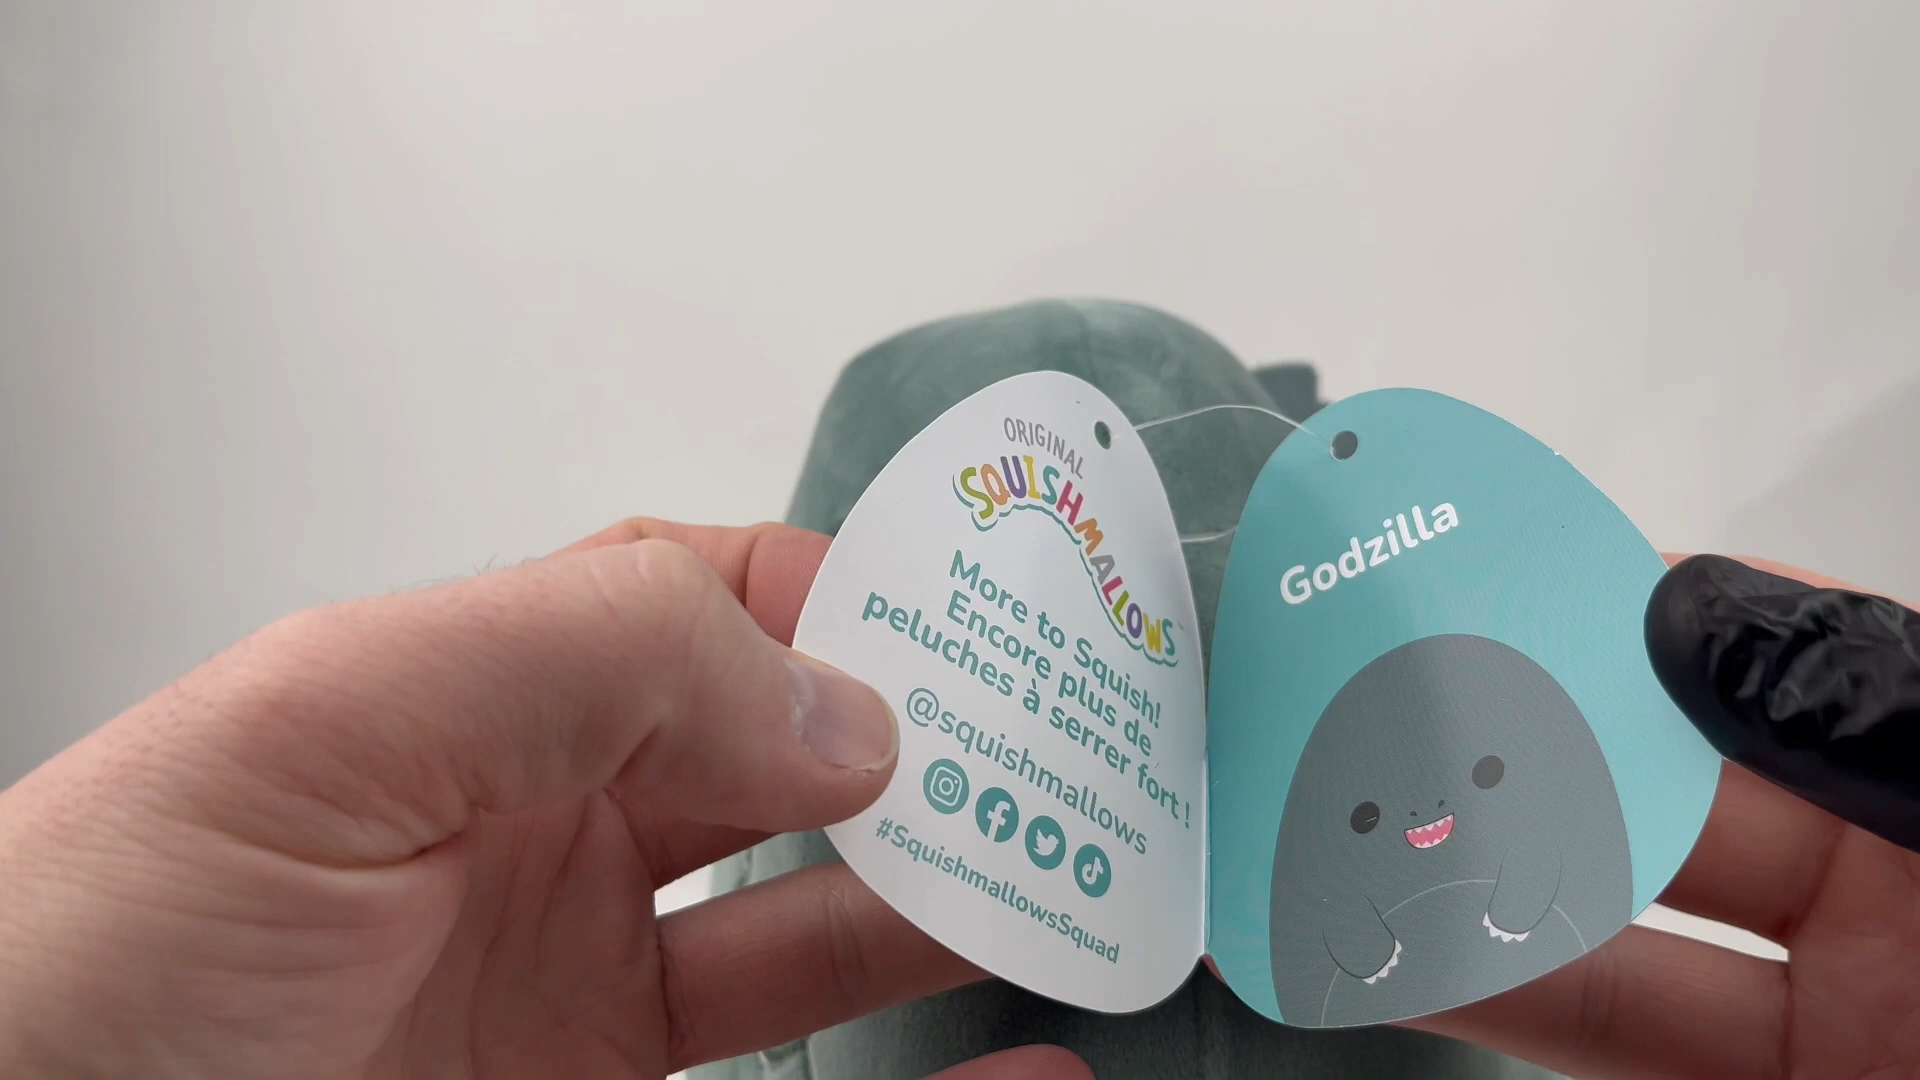 ORIGINAL
SQUISHMALLOWS™
More to Squish!
Encore plus de
peluches à serrer fort !
@squishmallows
#SquishmallowsSquad
Godzilla